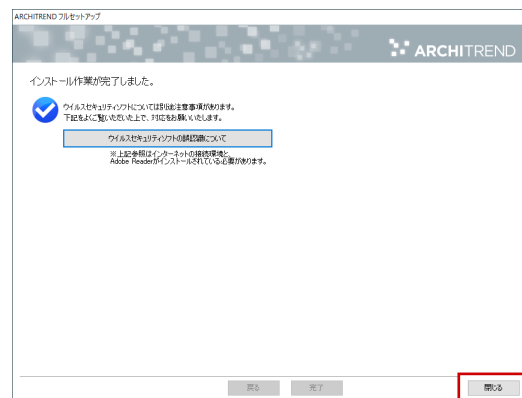 ARCHITREND フルセットアップ
ARCHITREND
インストール作業が完了しました。
ウイルスセキュリティソフトについては別途注意事項があります。
下記をよくご覧いただいた上で、対応をお願いいたします。
ウイルスセキュリティソフトの誤認識について
※上記参照はインターネットの接続環境と、
Adobe Readerがインストールされている必要があります。
戻る 完了 閉じる